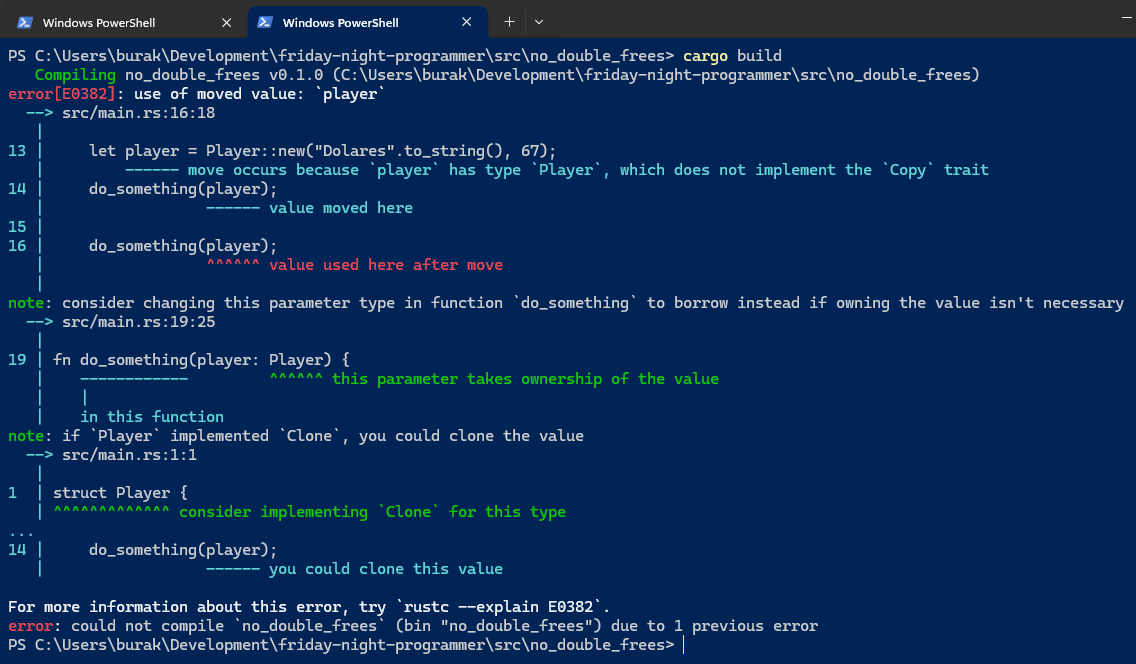 Windows PowerShell
Windows PowerShell
PS C:\Users\burak\Development\friday-night-programmer\src\no_double_frees> cargo build
   Compiling no_double_frees v0.1.0 (C:\Users\burak\Development\friday-night-programmer\src\no_double_frees)
error[E0382]: use of moved value: `player`
  --> src/main.rs:16:18
   |
13 |     let player = Player::new("Dolares".to_string(), 67);
   |         ------ move occurs because `player` has type `Player`, which does not implement the `Copy` trait
14 |     do_something(player);
   |                  ------ value moved here
15 |
16 |     do_something(player);
   |                  ^^^^^^ value used here after move
   |
note: consider changing this parameter type in function `do_something` to borrow instead if owning the value isn't necessary
  --> src/main.rs:19:25
   |
19 | fn do_something(player: Player) {
   |    ------------         ^^^^^^ this parameter takes ownership of the value
   |    |
   |    in this function
note: if `Player` implemented `Clone`, you could clone the value
  --> src/main.rs:1:1
   |
1  | struct Player {
   | ^^^^^^^^^^^^^ consider implementing `Clone` for this type
...
14 |     do_something(player);
   |                  ------ you could clone this value

For more information about this error, try `rustc --explain E0382`.
error: could not compile `no_double_frees` (bin "no_double_frees") due to 1 previous error
PS C:\Users\burak\Development\friday-night-programmer\src\no_double_frees>